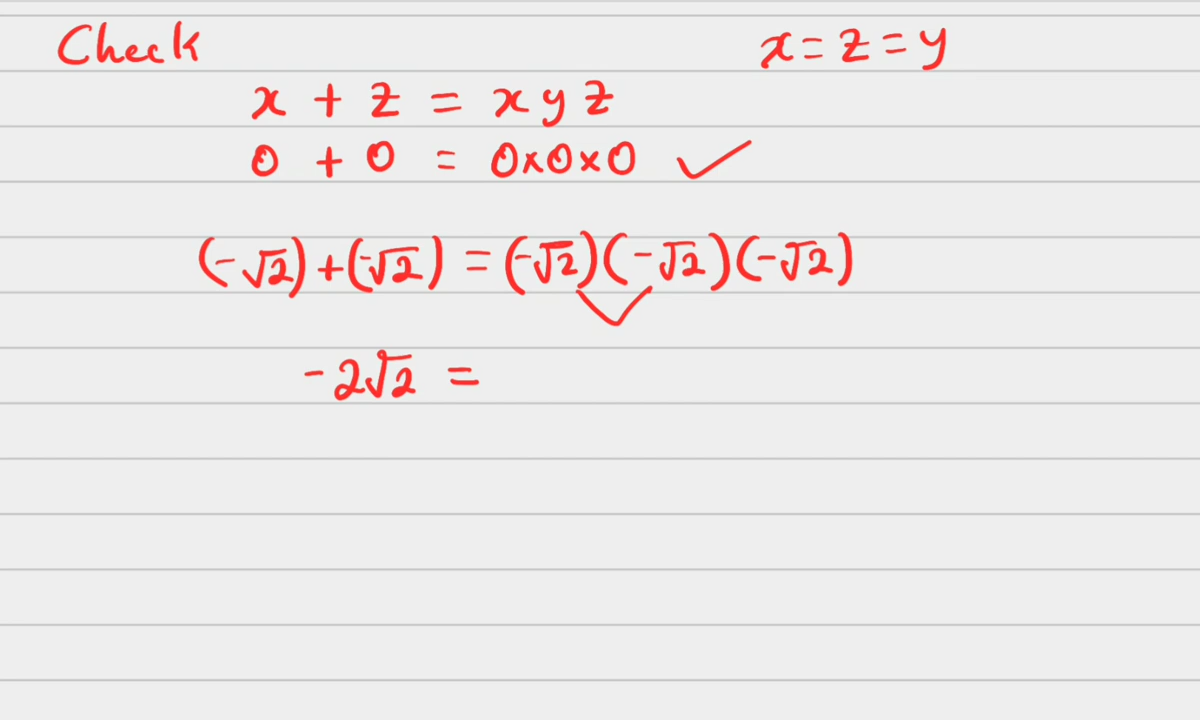 Check
x = z = y
x + z = x y z
0 + 0 = 0×0×0 ✓
(-√2)+(-√2) = (-√2)(-√2)(-√2)
-2√2 =